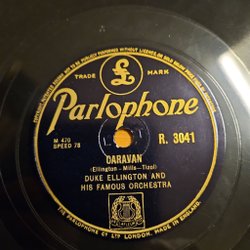 TRADE MARK
Parlophone
M 470
SPEED 78
R. 3041
CARAVAN
(Ellington - Mills - Tizol)
DUKE ELLINGTON AND
HIS FAMOUS ORCHESTRA
THE PARLOPHONE CO LTD. LONDON. MADE IN ENGLAND.